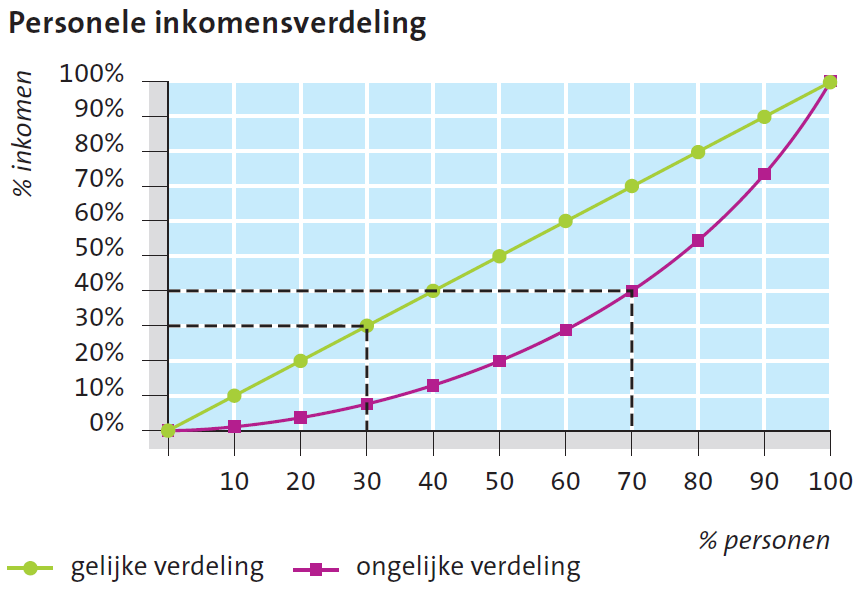 Personele inkomensverdeling
% inkomen
100%
90%
80%
70%
60%
50%
40%
30%
20%
10%
0%
10 20 30 40 50 60 70 80 90 100
% personen
gelijke verdeling ongelijke verdeling